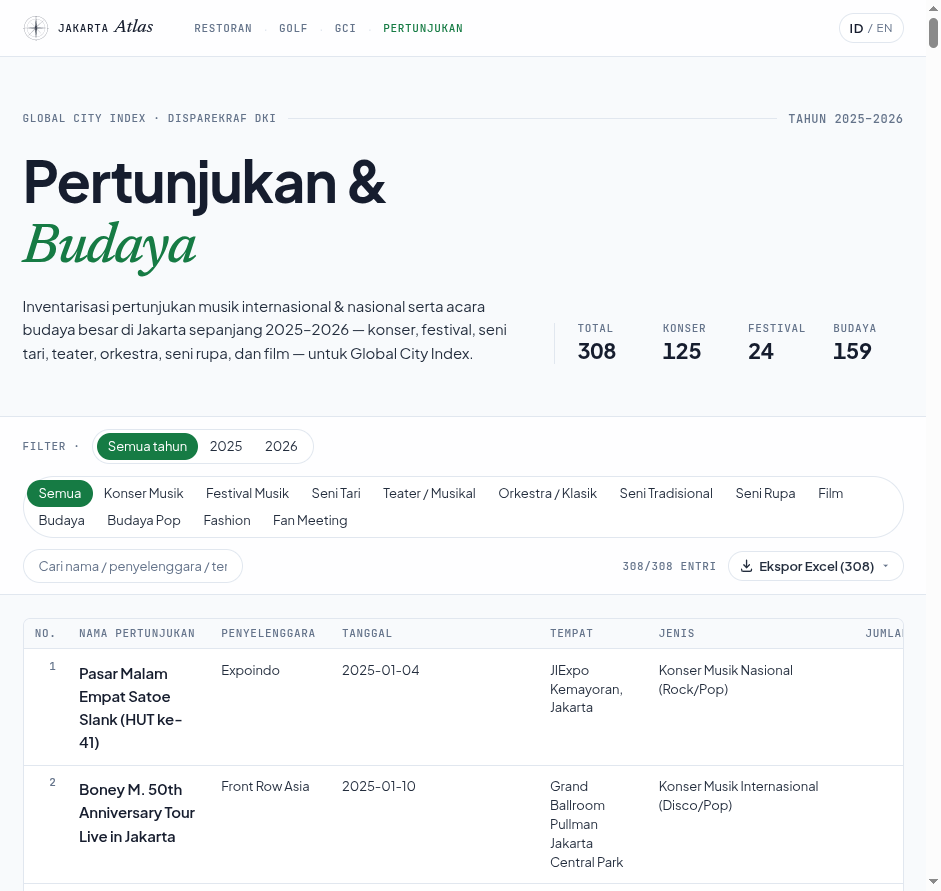 JAKARTA Atlas RESTORAN · GOLF · GCI · PERTUNJUKAN ID / EN
GLOBAL CITY INDEX · DISPAREKRAF DKI TAHUN 2025–2026
Pertunjukan &
Budaya
Inventarisasi pertunjukan musik internasional & nasional serta acara
budaya besar di Jakarta sepanjang 2025–2026 — konser, festival, seni
tari, teater, orkestra, seni rupa, dan film — untuk Global City Index.
TOTAL KONSER FESTIVAL BUDAYA
308 125 24 159
FILTER · Semua tahun 2025 2026
Semua Konser Musik Festival Musik Seni Tari Teater / Musikal Orkestra / Klasik Seni Tradisional Seni Rupa Film
Budaya Budaya Pop Fashion Fan Meeting
Cari nama / penyelenggara / ter 308/308 ENTRI Ekspor Excel (308)
NO. NAMA PERTUNJUKAN PENYELENGGARA TANGGAL TEMPAT JENIS JUMLA
1 Pasar Malam Empat Satoe Slank (HUT ke-41) Expoindo 2025-01-04 JIExpo Kemayoran, Jakarta Konser Musik Nasional (Rock/Pop)
2 Boney M. 50th Anniversary Tour Live in Jakarta Front Row Asia 2025-01-10 Grand Ballroom Pullman Jakarta Central Park Konser Musik Internasional (Disco/Pop)